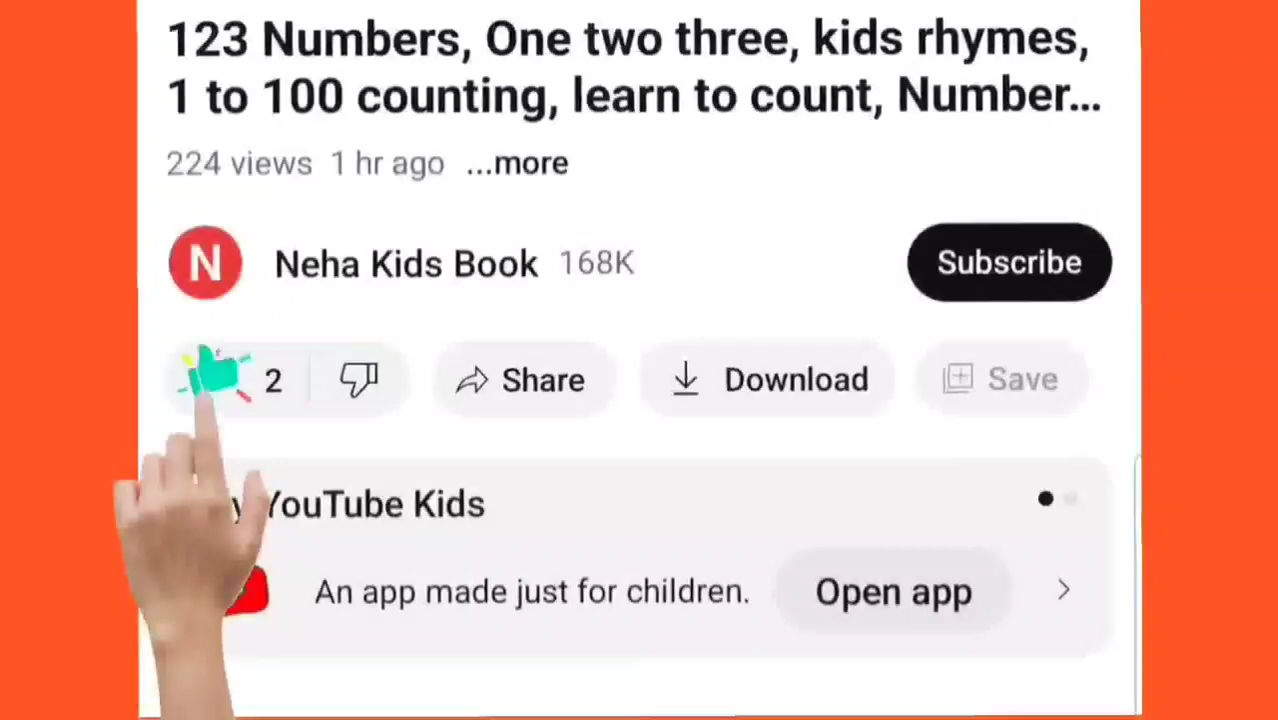 123 Numbers, One two three, kids rhymes,
1 to 100 counting, learn to count, Number...
224 views 1 hr ago ...more
N Neha Kids Book 168K Subscribe
2 Share Download Save
YouTube Kids
An app made just for children. Open app